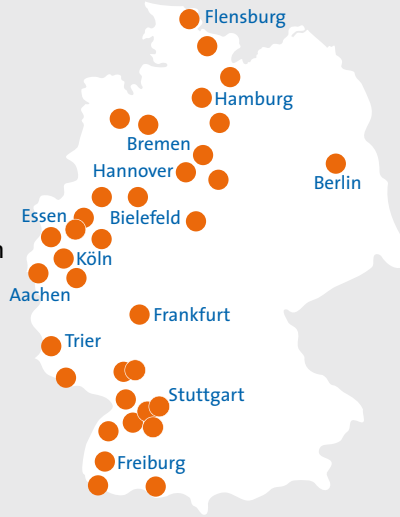 Flensburg
Hamburg
Bremen
Hannover
Berlin
Essen
Bielefeld
n
Köln
Aachen
Frankfurt
Trier
Stuttgart
Freiburg